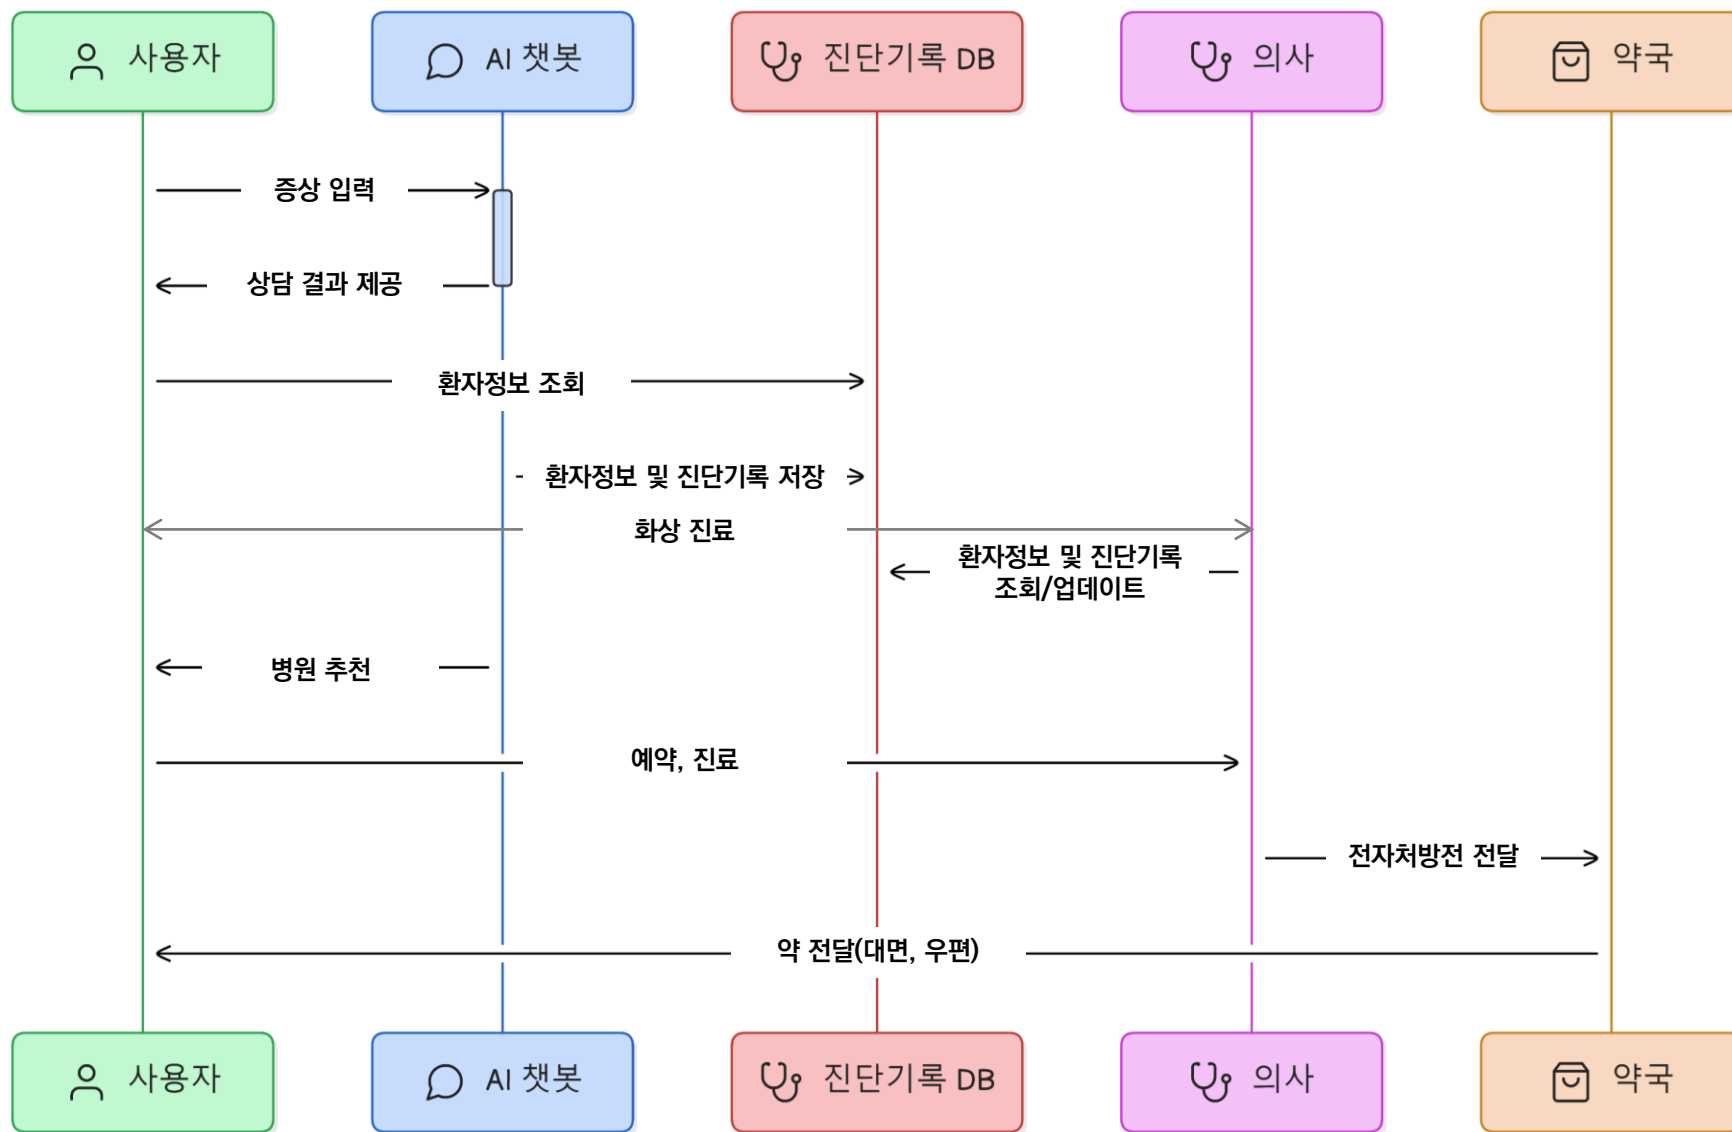 사용자
AI 챗봇
진단기록 DB
의사
약국
증상 입력
상담 결과 제공
환자정보 조회
환자정보 및 진단기록 저장
화상 진료
환자정보 및 진단기록
조회/업데이트
병원 추천
예약, 진료
전자처방전 전달
약 전달(대면, 우편)
사용자
AI 챗봇
진단기록 DB
의사
약국